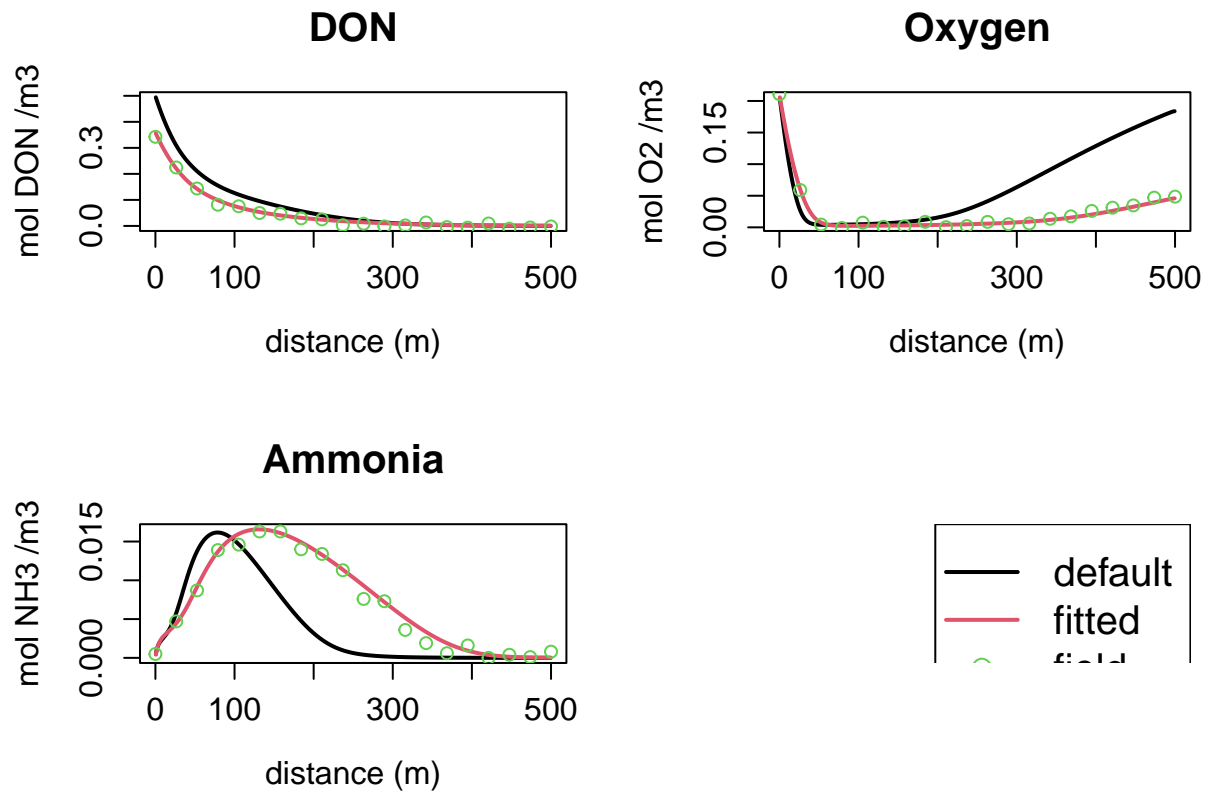 DON
mol DON /m3
0.3
0.0
0 100 300 500
distance (m)
Oxygen
mol O2 /m3
0.15
0.00
0 100 300 500
distance (m)
Ammonia
mol NH3 /m3
0.015
0.000
0 100 300 500
distance (m)
default
fitted
field